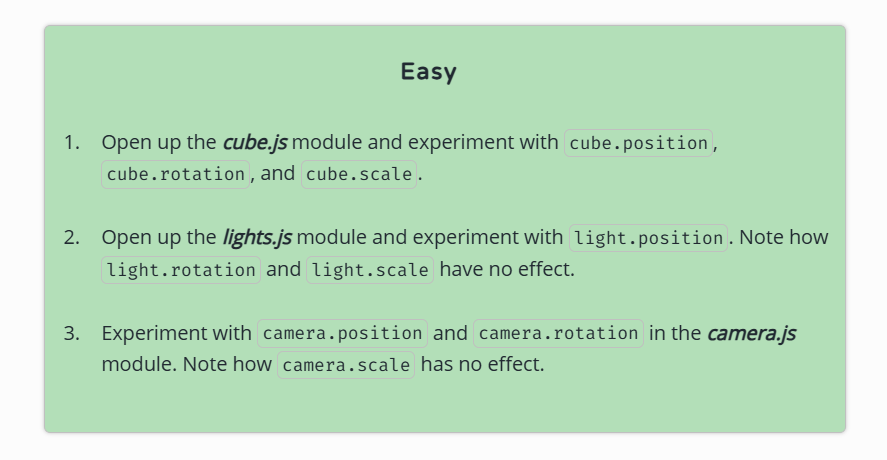 Easy
1. Open up the cube.js module and experiment with cube.position,
cube.rotation, and cube.scale.
2. Open up the lights.js module and experiment with light.position. Note how
light.rotation and light.scale have no effect.
3. Experiment with camera.position and camera.rotation in the camera.js
module. Note how camera.scale has no effect.